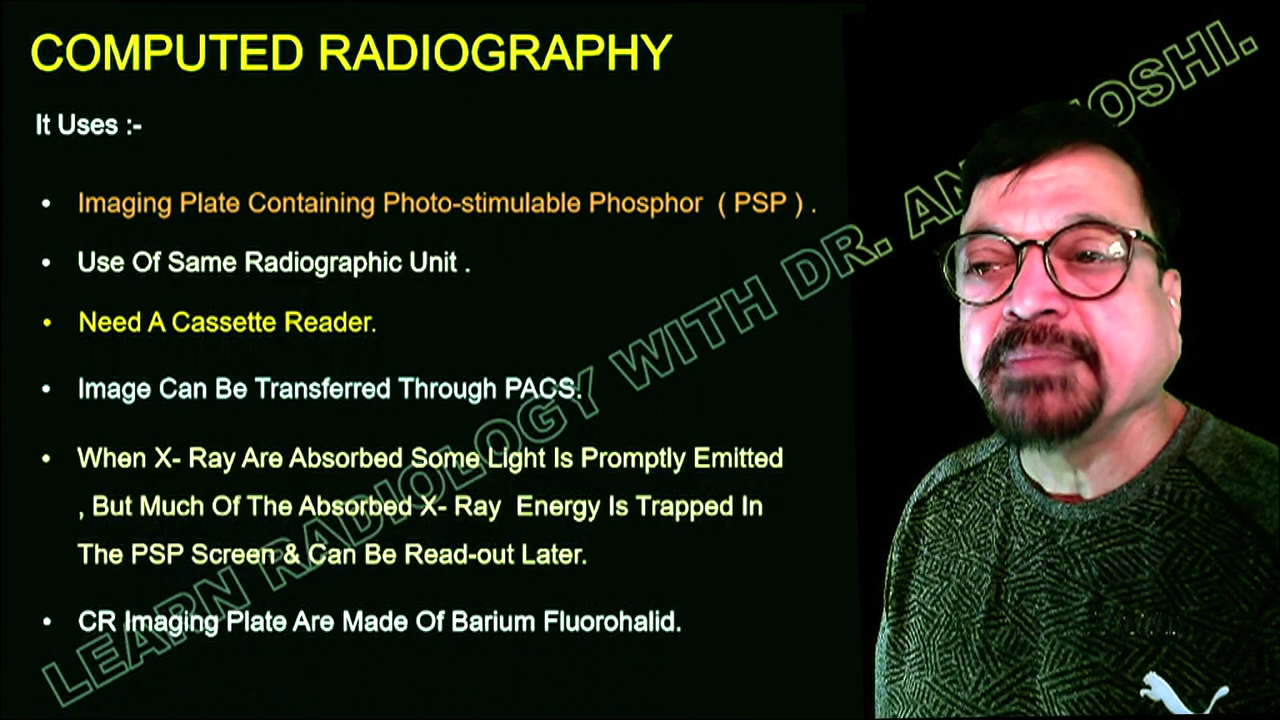 COMPUTED RADIOGRAPHY
It Uses :-
• Imaging Plate Containing Photo-stimulable Phosphor ( PSP ) .
• Use Of Same Radiographic Unit .
• Need A Cassette Reader.
• Image Can Be Transferred Through PACS.
• When X- Ray Are Absorbed Some Light Is Promptly Emitted
, But Much Of The Absorbed X- Ray Energy Is Trapped In
The PSP Screen & Can Be Read-out Later.
• CR Imaging Plate Are Made Of Barium Fluorohalid.
LEARN RADIOLOGY WITH DR.